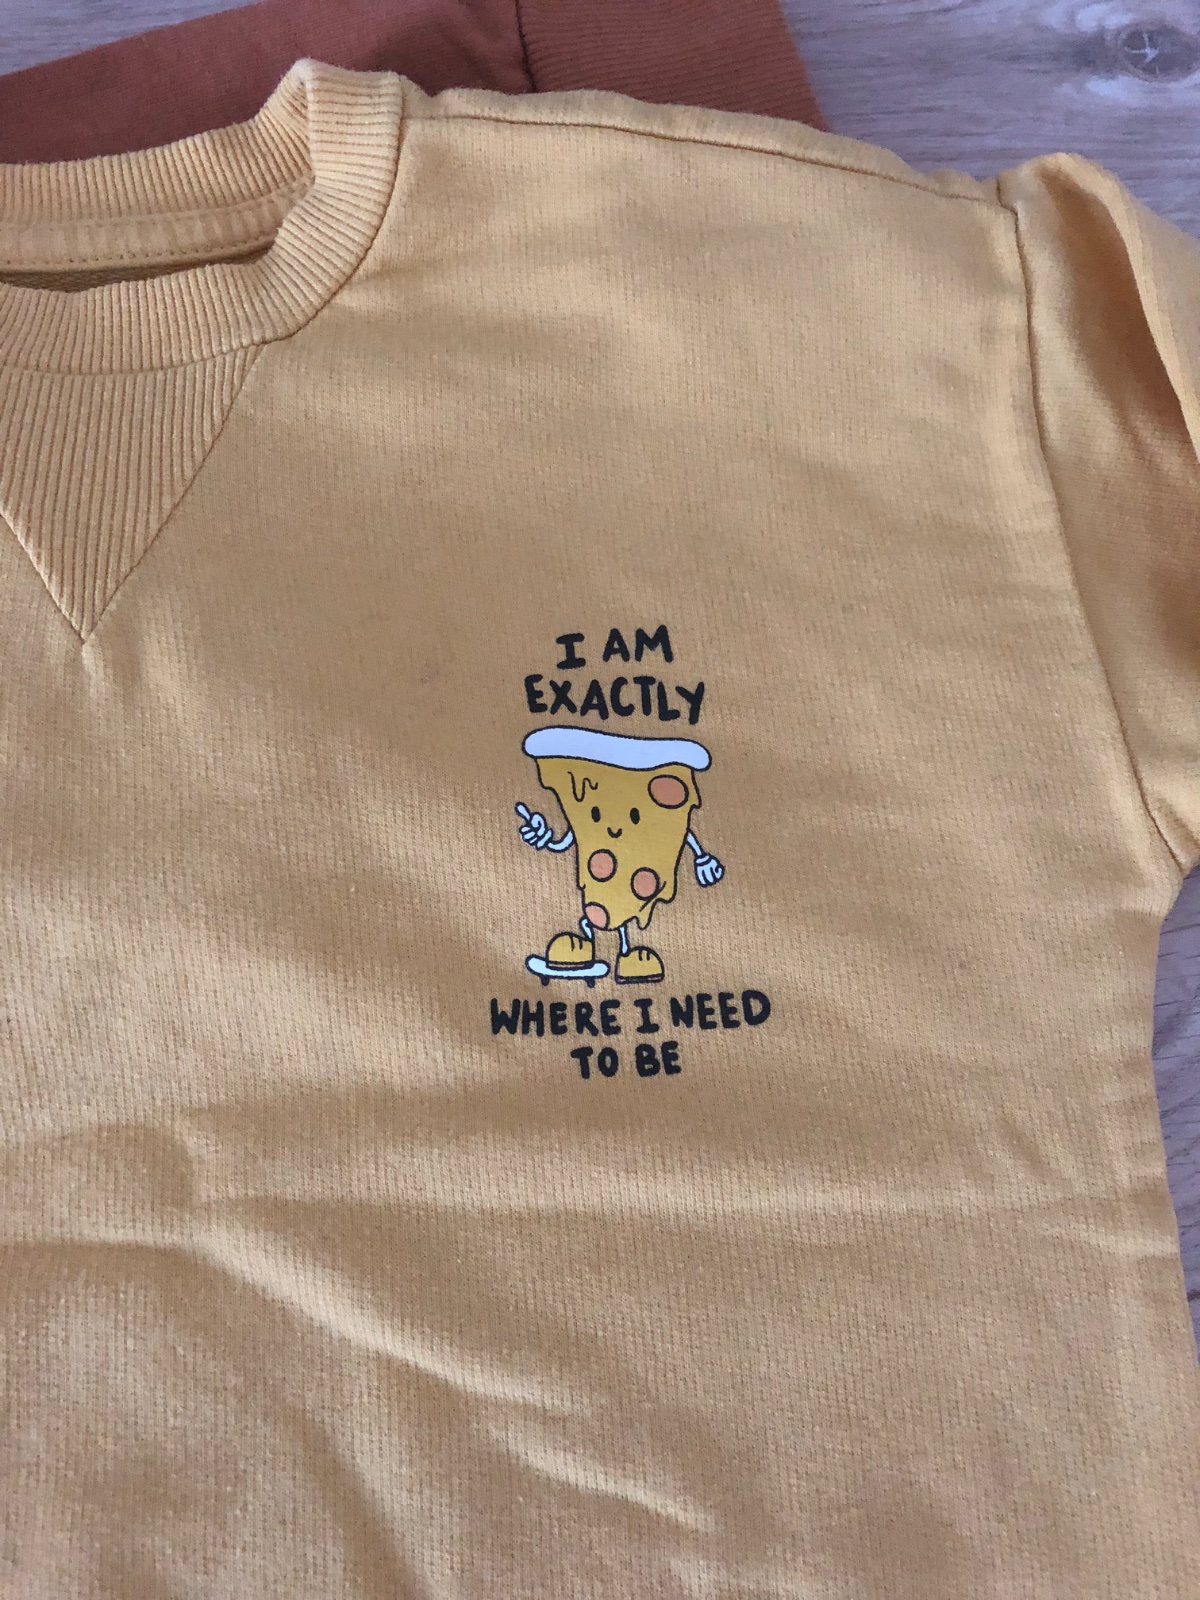 I AM
EXACTLY
WHERE I NEED
TO BE